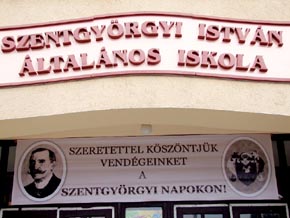 SZENTGYÖRGYI ISTVÁN
ÁLTALÁNOS ISKOLA
SZERETETTEL KÖSZÖNTJÜK
VENDÉGEINKET
A
SZENTGYÖRGYI NAPOKON!